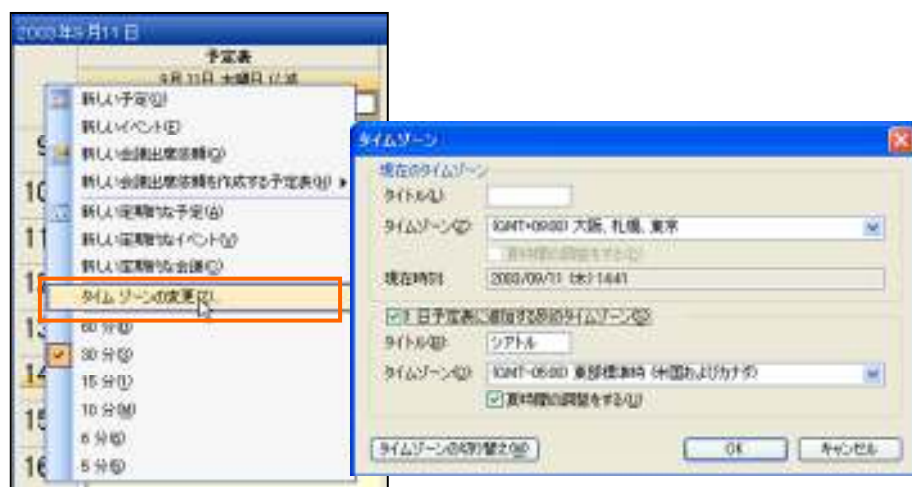 2003年9月11日
予定表
9月 11日 木曜日
新しい予定(O)
新しいイベント(E)
新しい会議出席依頼(Q)
新しい会議出席依頼を作成する予定表(W)
新しい定期的な予定(A)
新しい定期的なイベント(V)
新しい定期的な会議(C)
タイム ゾーンの変更(Z)...
60 分(0)
30 分(3)
15 分(1)
10 分(M)
6 分(6)
5 分(5)
9
10
11
12
13
14
15
16
タイム ゾーン
現在のタイム ゾーン
タイトル(L):
タイム ゾーン(Z): (GMT+09:00) 大阪、札幌、東京
夏時間の調整をする(D)
現在時刻: 2003/09/11 (木) 14:41
1 日予定表に追加する別のタイム ゾーン(S)
タイトル(B): シアトル
タイム ゾーン(O): (GMT-05:00) 東部標準時 (米国およびカナダ)
夏時間の調整をする(U)
タイム ゾーンの切り替え(W)
OK
キャンセル